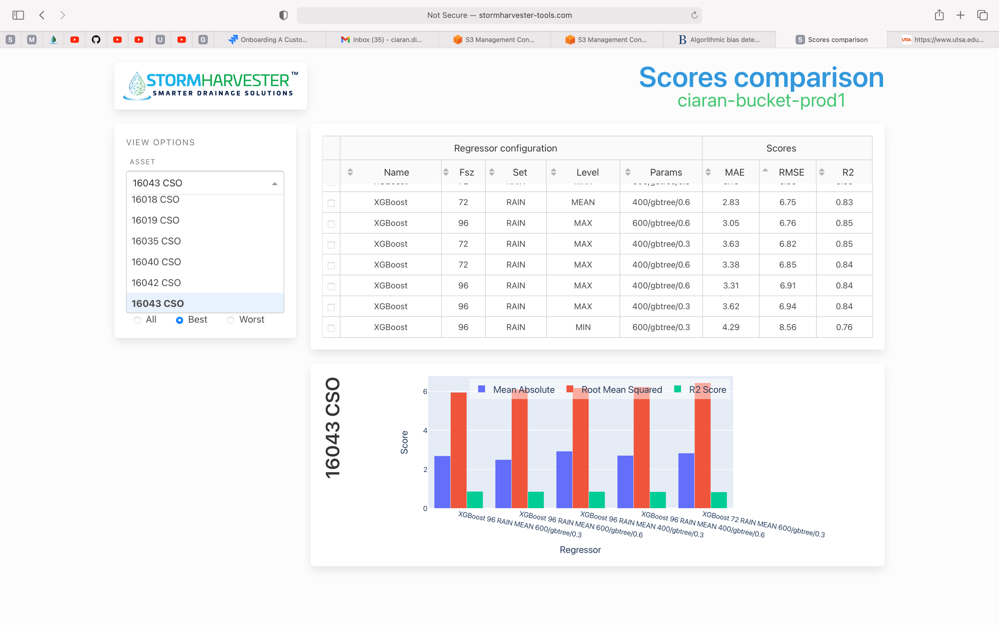 Not Secure — stormharvester-tools.com
S
M
U
G
Onboarding A Custo...
Inbox (35) - ciaran.di...
S3 Management Con...
S3 Management Con...
B Algorithmic bias dete...
S Scores comparison
UTSA https://www.utsa.edu...
STORMHARVESTER™
SMARTER DRAINAGE SOLUTIONS
Scores comparison
ciaran-bucket-prod1
VIEW OPTIONS
ASSET
16043 CSO
16018 CSO
16019 CSO
16035 CSO
16040 CSO
16042 CSO
16043 CSO
All Best Worst
Regressor configuration Scores
Name Fsz Set Level Params MAE RMSE R2
XGBoost 72 RAIN MEAN 400/gbtree/0.6 2.83 6.75 0.83
XGBoost 96 RAIN MAX 600/gbtree/0.6 3.05 6.76 0.85
XGBoost 72 RAIN MAX 400/gbtree/0.3 3.63 6.82 0.85
XGBoost 72 RAIN MAX 400/gbtree/0.6 3.38 6.85 0.84
XGBoost 96 RAIN MAX 400/gbtree/0.6 3.31 6.91 0.84
XGBoost 96 RAIN MAX 400/gbtree/0.3 3.62 6.94 0.84
XGBoost 96 RAIN MIN 600/gbtree/0.3 4.29 8.56 0.76
16043 CSO
Mean Absolute Root Mean Squared R2 Score
Score
6
4
2
0
XGBoost 96 RAIN MEAN 600/gbtree/0.3
XGBoost 96 RAIN MEAN 600/gbtree/0.6
XGBoost 96 RAIN MEAN 400/gbtree/0.3
XGBoost 96 RAIN MEAN 400/gbtree/0.6
XGBoost 72 RAIN MEAN 600/gbtree/0.3
Regressor